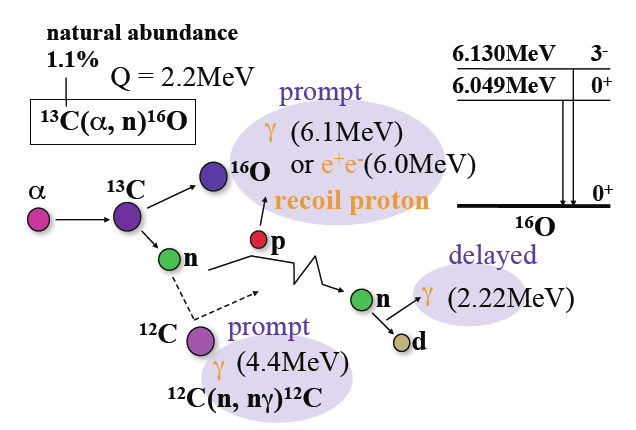 natural abundance
1.1%
Q = 2.2MeV
¹³C(α, n)¹⁶O
prompt
γ (6.1MeV)
or e⁺e⁻(6.0MeV)
recoil proton
6.130MeV 3⁻
6.049MeV 0⁺
0⁺
¹⁶O
α
¹³C
¹⁶O
n
p
delayed
γ (2.22MeV)
n
d
¹²C
prompt
γ (4.4MeV)
¹²C(n, nγ)¹²C